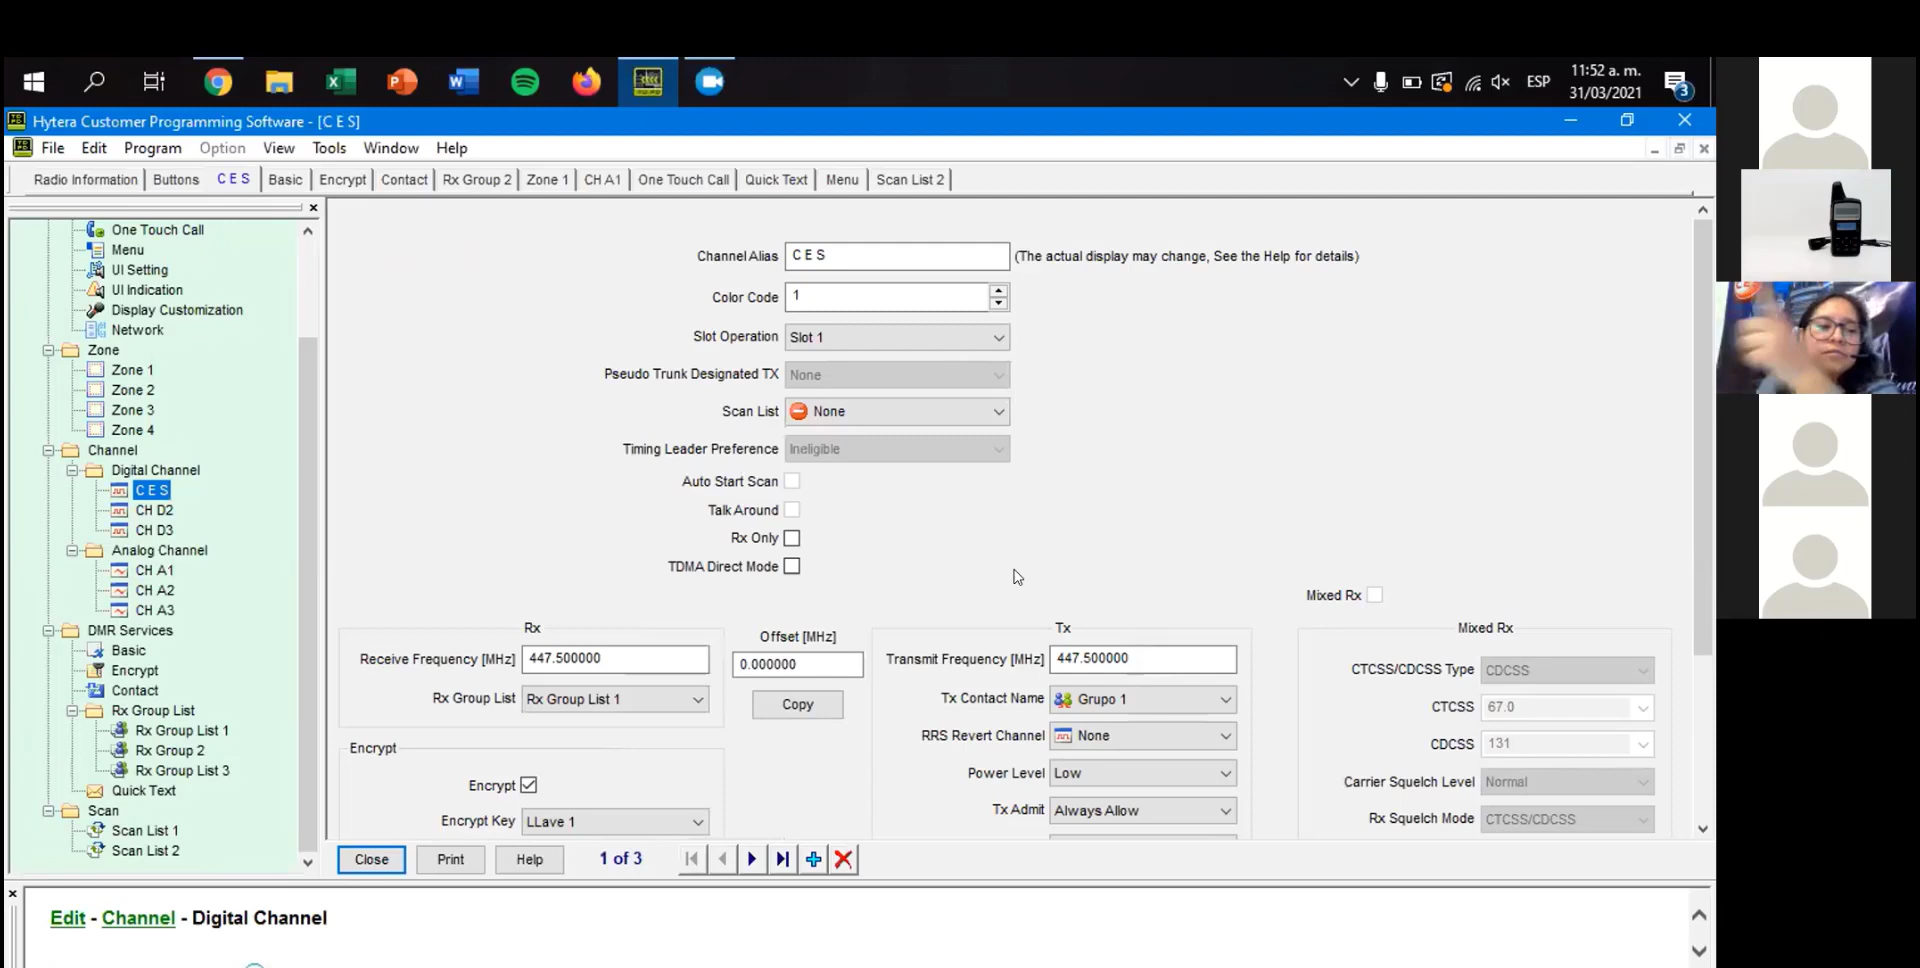 ESP
11:52 a. m.
31/03/2021
3
Hytera Customer Programming Software - [C E S]
File Edit Program Option View Tools Window Help
Radio Information Buttons C E S Basic Encrypt Contact Rx Group 2 Zone 1 CH A1 One Touch Call Quick Text Menu Scan List 2
One Touch Call
Menu
UI Setting
UI Indication
Display Customization
Network
Zone
Zone 1
Zone 2
Zone 3
Zone 4
Channel
Digital Channel
C E S
CH D2
CH D3
Analog Channel
CH A1
CH A2
CH A3
DMR Services
Basic
Encrypt
Contact
Rx Group List
Rx Group List 1
Rx Group 2
Rx Group List 3
Quick Text
Scan
Scan List 1
Scan List 2
Channel Alias C E S (The actual display may change, See the Help for details)
Color Code 1
Slot Operation Slot 1
Pseudo Trunk Designated TX None
Scan List None
Timing Leader Preference Ineligible
Auto Start Scan
Talk Around
Rx Only
TDMA Direct Mode
Rx
Receive Frequency [MHz] 447.500000
Rx Group List Rx Group List 1
Encrypt
Encrypt
Encrypt Key LLave 1
Offset [MHz]
0.000000
Copy
Tx
Transmit Frequency [MHz] 447.500000
Tx Contact Name Grupo 1
RRS Revert Channel None
Power Level Low
Tx Admit Always Allow
Mixed Rx
Mixed Rx
CTCSS/CDCSS Type CDCSS
CTCSS 67.0
CDCSS 131
Carrier Squelch Level Normal
Rx Squelch Mode CTCSS/CDCSS
Close Print Help 1 of 3
Edit - Channel - Digital Channel